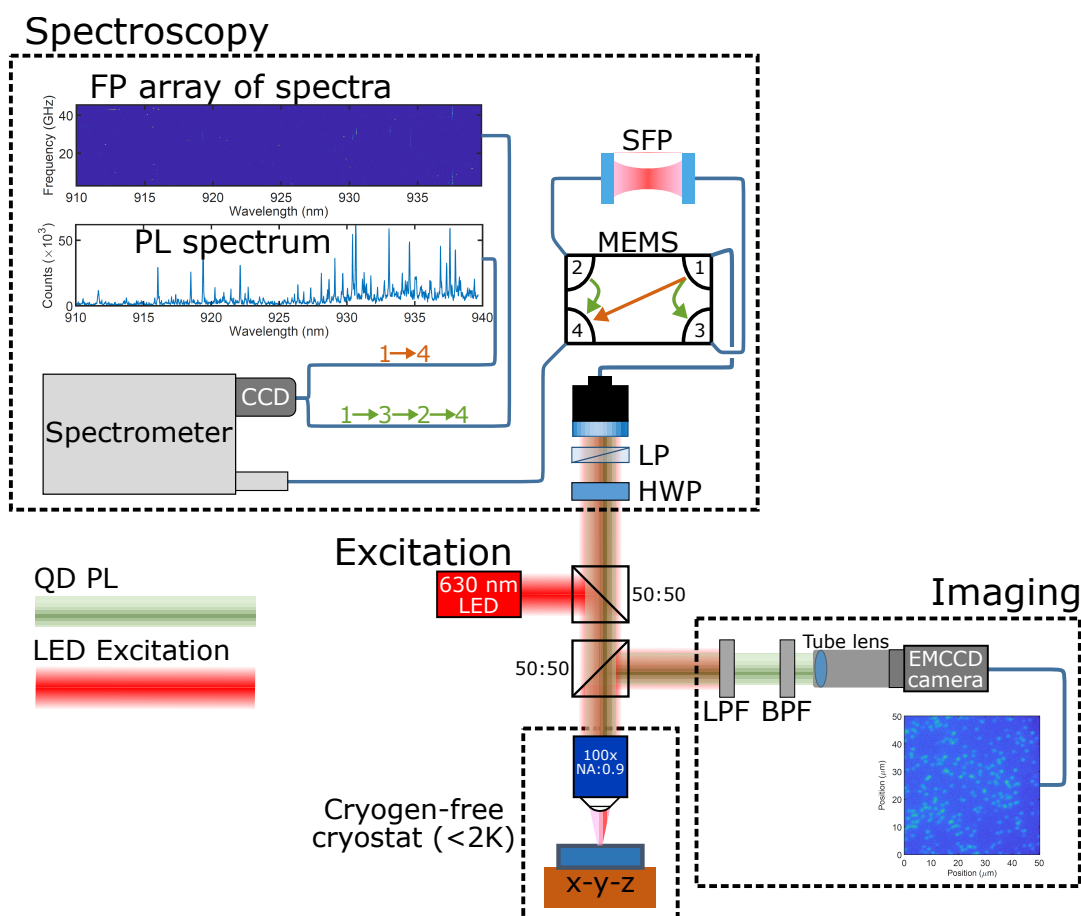 Spectroscopy
FP array of spectra
Frequency (GHz)
40
20
910 915 920 925 930 935
Wavelength (nm)
PL spectrum
Counts (×10³)
50
0
910 915 920 925 930 935 940
Wavelength (nm)
SFP
MEMS
2 1
4 3
1→4
CCD
1→3→2→4
Spectrometer
LP
HWP
Excitation
630 nm
LED
50:50
50:50
QD PL
LED Excitation
Imaging
Tube lens
EMCCD
camera
LPF BPF
100x
NA:0.9
Cryogen-free
cryostat (<2K)
x-y-z
Position (μm)
50
40
30
20
10
0
0 10 20 30 40 50
Position (μm)